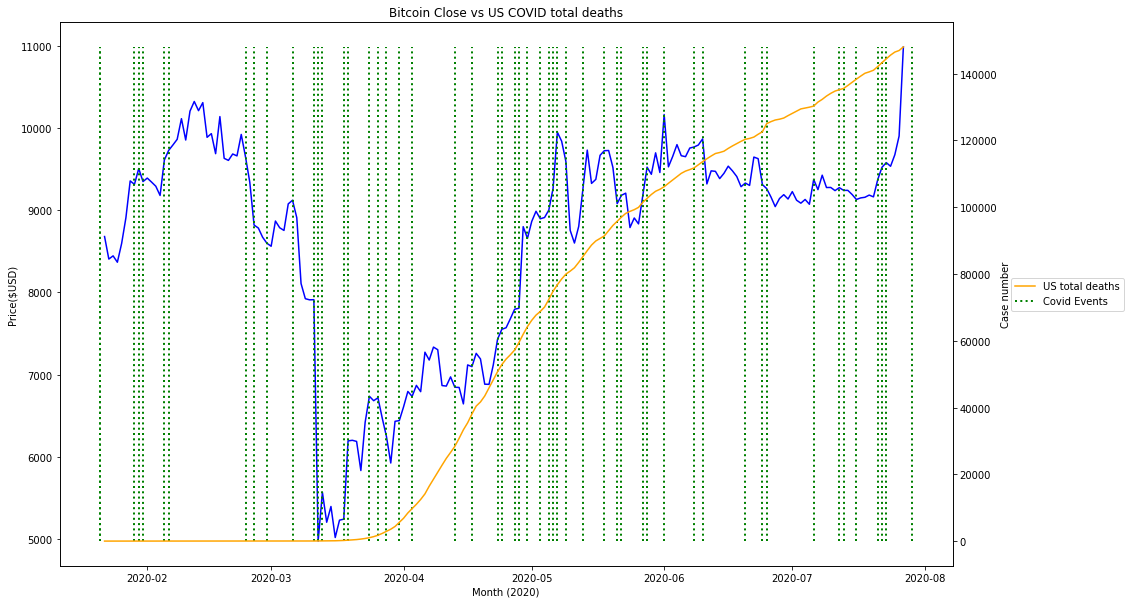 Bitcoin Close vs US COVID total deaths
11000
10000
9000
8000
7000
6000
5000
Price($USD)
140000
120000
100000
80000
60000
40000
20000
0
Case number
US total deaths
Covid Events
2020-02 2020-03 2020-04 2020-05 2020-06 2020-07 2020-08
Month (2020)